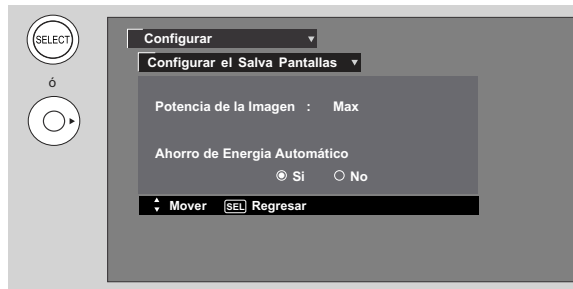 SELECT
ó
Configurar
Configurar el Salva Pantallas
Potencia de la Imagen : Max
Ahorro de Energia Automático
Si No
Mover SEL Regresar